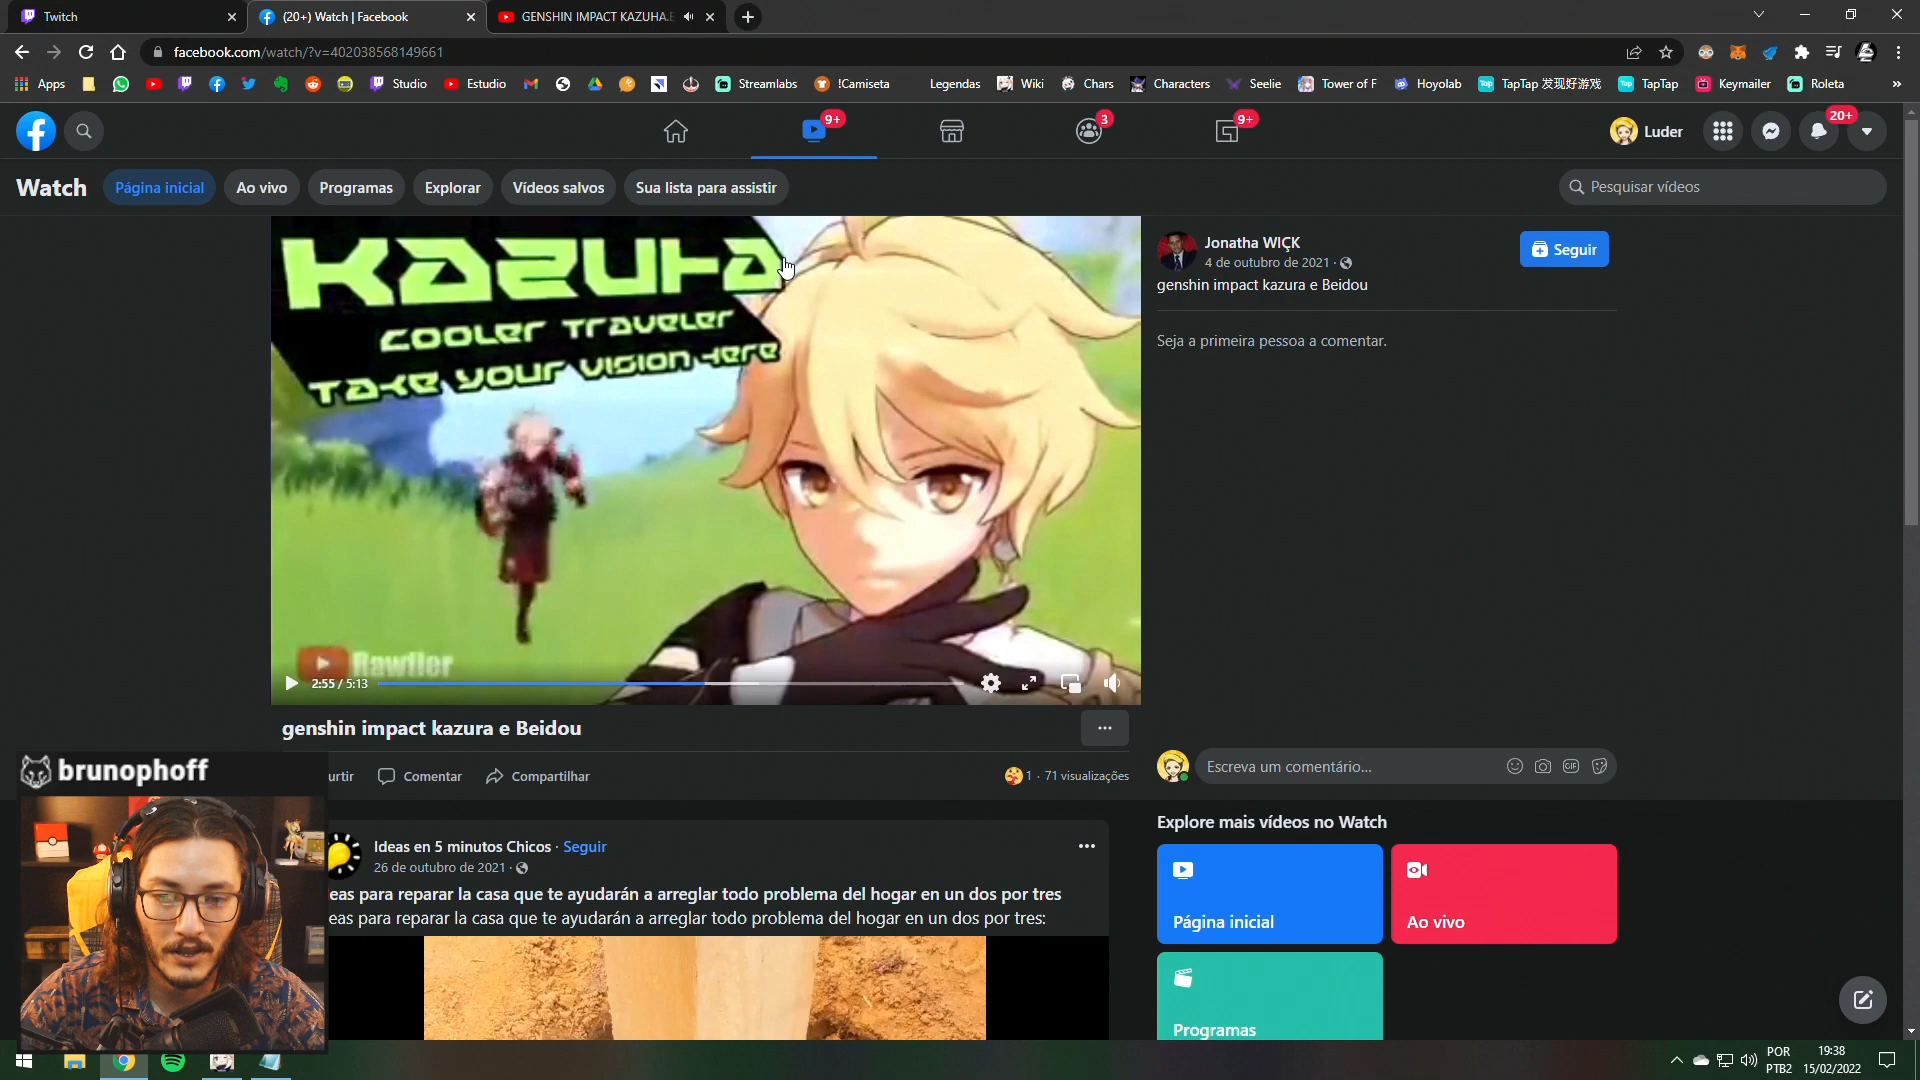 Twitch
(20+) Watch | Facebook
GENSHIN IMPACT KAZUHA.E
facebook.com/watch/?v=402038568149661
Apps
Studio
Estudio
Streamlabs
!Camiseta
Legendas
Wiki
Chars
Characters
Seelie
Tower of F
Hoyolab
TapTap 发现好游戏
TapTap
Keymailer
Roleta
»
9+
3
9+
Luder
20+
Watch
Página inicial
Ao vivo
Programas
Explorar
Vídeos salvos
Sua lista para assistir
Pesquisar vídeos
KAZUHA
COOLER TRAVELER
TAKE YOUR VISION HERE
Rawller
2:55 / 5:13
Jonatha WIÇK
4 de outubro de 2021 ·
Seguir
genshin impact kazura e Beidou
Seja a primeira pessoa a comentar.
genshin impact kazura e Beidou
urtir
Comentar
Compartilhar
1 · 71 visualizações
Escreva um comentário...
GIF
brunophoff
Ideas en 5 minutos Chicos · Seguir
26 de outubro de 2021 ·
eas para reparar la casa que te ayudarán a arreglar todo problema del hogar en un dos por tres
eas para reparar la casa que te ayudarán a arreglar todo problema del hogar en un dos por tres:
Explore mais vídeos no Watch
Página inicial
Ao vivo
Programas
POR
PTB2
19:38
15/02/2022